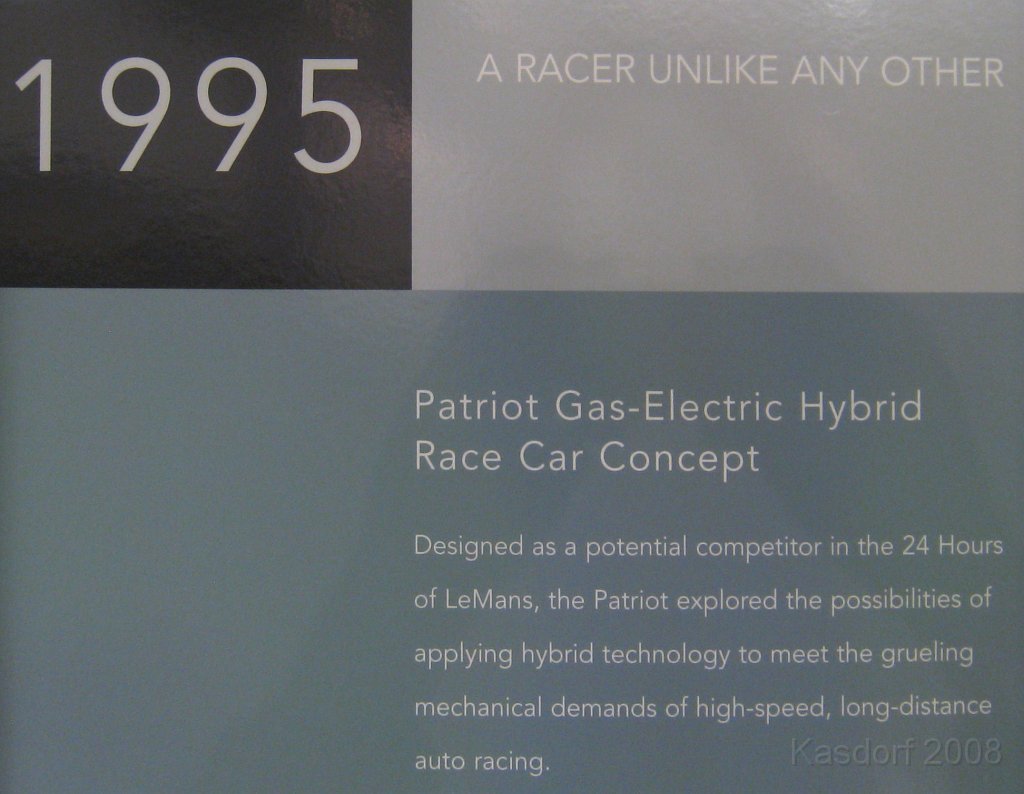 1995
A RACER UNLIKE ANY OTHER
Patriot Gas-Electric Hybrid
Race Car Concept
Designed as a potential competitor in the 24 Hours
of LeMans, the Patriot explored the possibilities of
applying hybrid technology to meet the grueling
mechanical demands of high-speed, long-distance
auto racing.
Kasdorf 2008